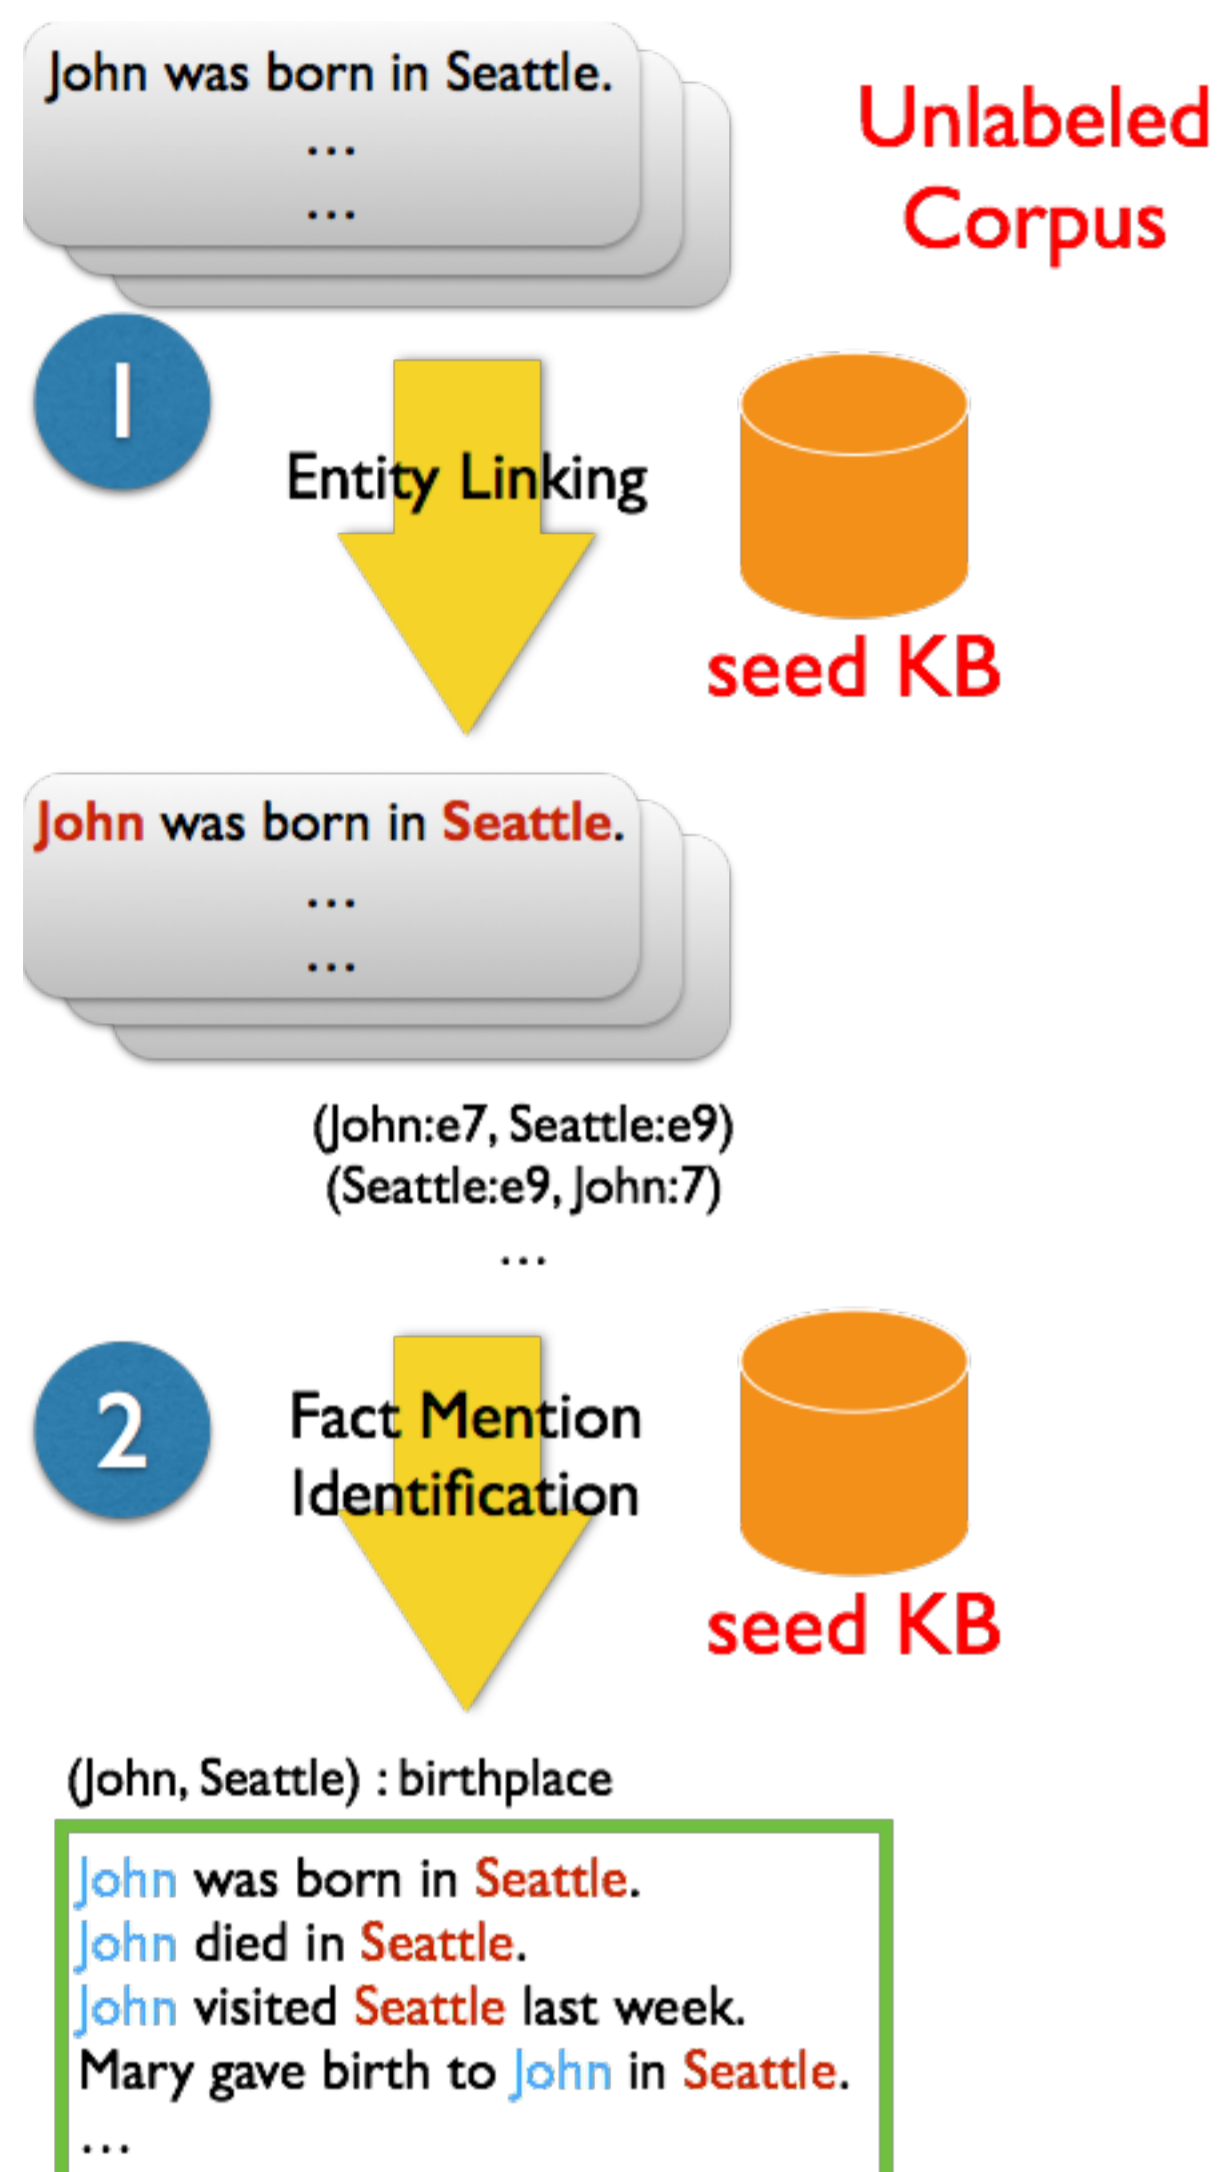 John was born in Seattle.
...
...
Unlabeled
Corpus
1
Entity Linking
seed KB
John was born in Seattle.
...
...
(John:e7, Seattle:e9)
(Seattle:e9, John:7)
...
2
Fact Mention
Identification
seed KB
(John, Seattle) : birthplace
John was born in Seattle.
John died in Seattle.
John visited Seattle last week.
Mary gave birth to John in Seattle.
...